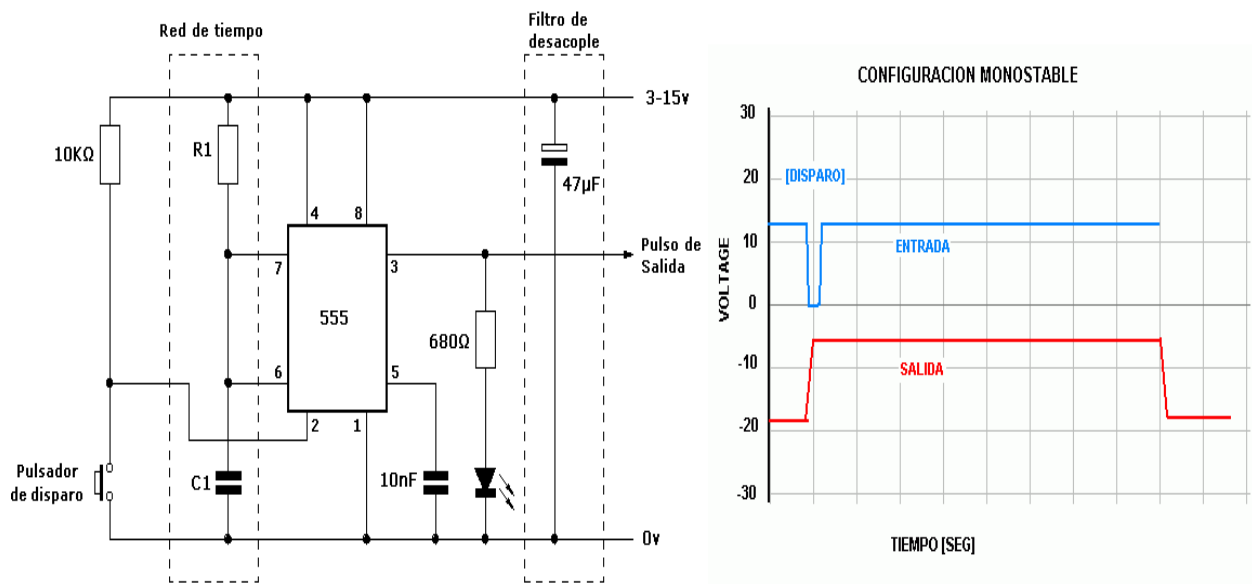 Red de tiempo
Filtro de
desacople
3-15v
10KΩ
R1
47µF
4
8
7
3
Pulso de
Salida
555
680Ω
6
5
2
1
Pulsador
de disparo
C1
10nF
0v
CONFIGURACION MONOSTABLE
30
20
10
0
-10
-20
-30
VOLTAGE
[DISPARO]
ENTRADA
SALIDA
TIEMPO [SEG]